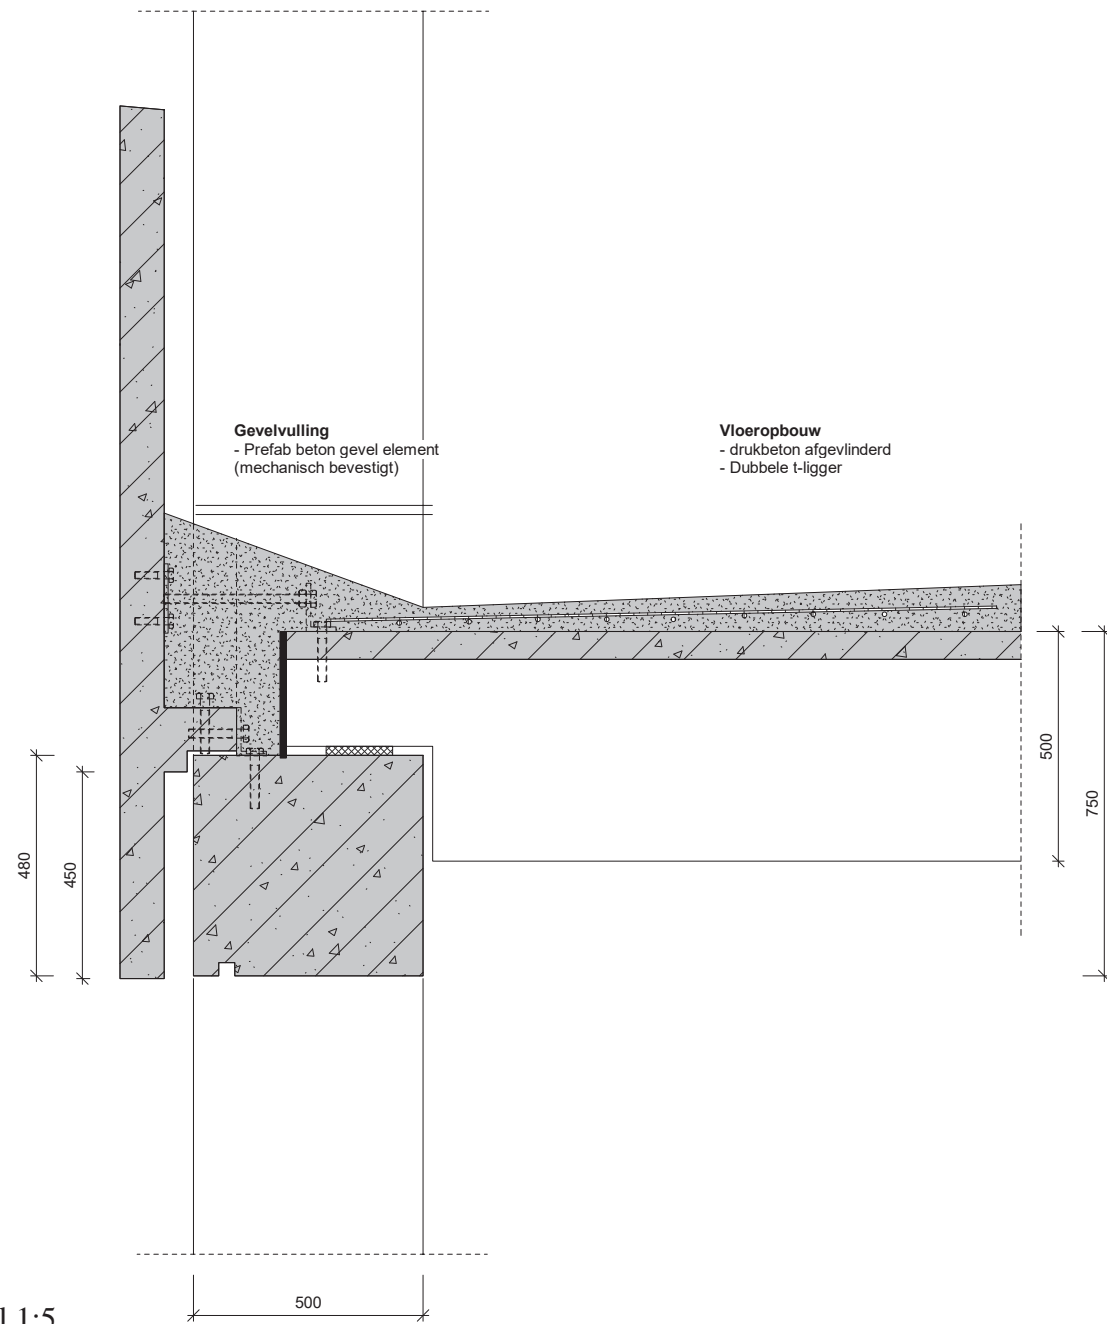 Gevelvulling
- Prefab beton gevel element
(mechanisch bevestigt)
Vloeropbouw
- drukbeton afgevlinderd
- Dubbele t-ligger
500
750
480
450
500
1:5